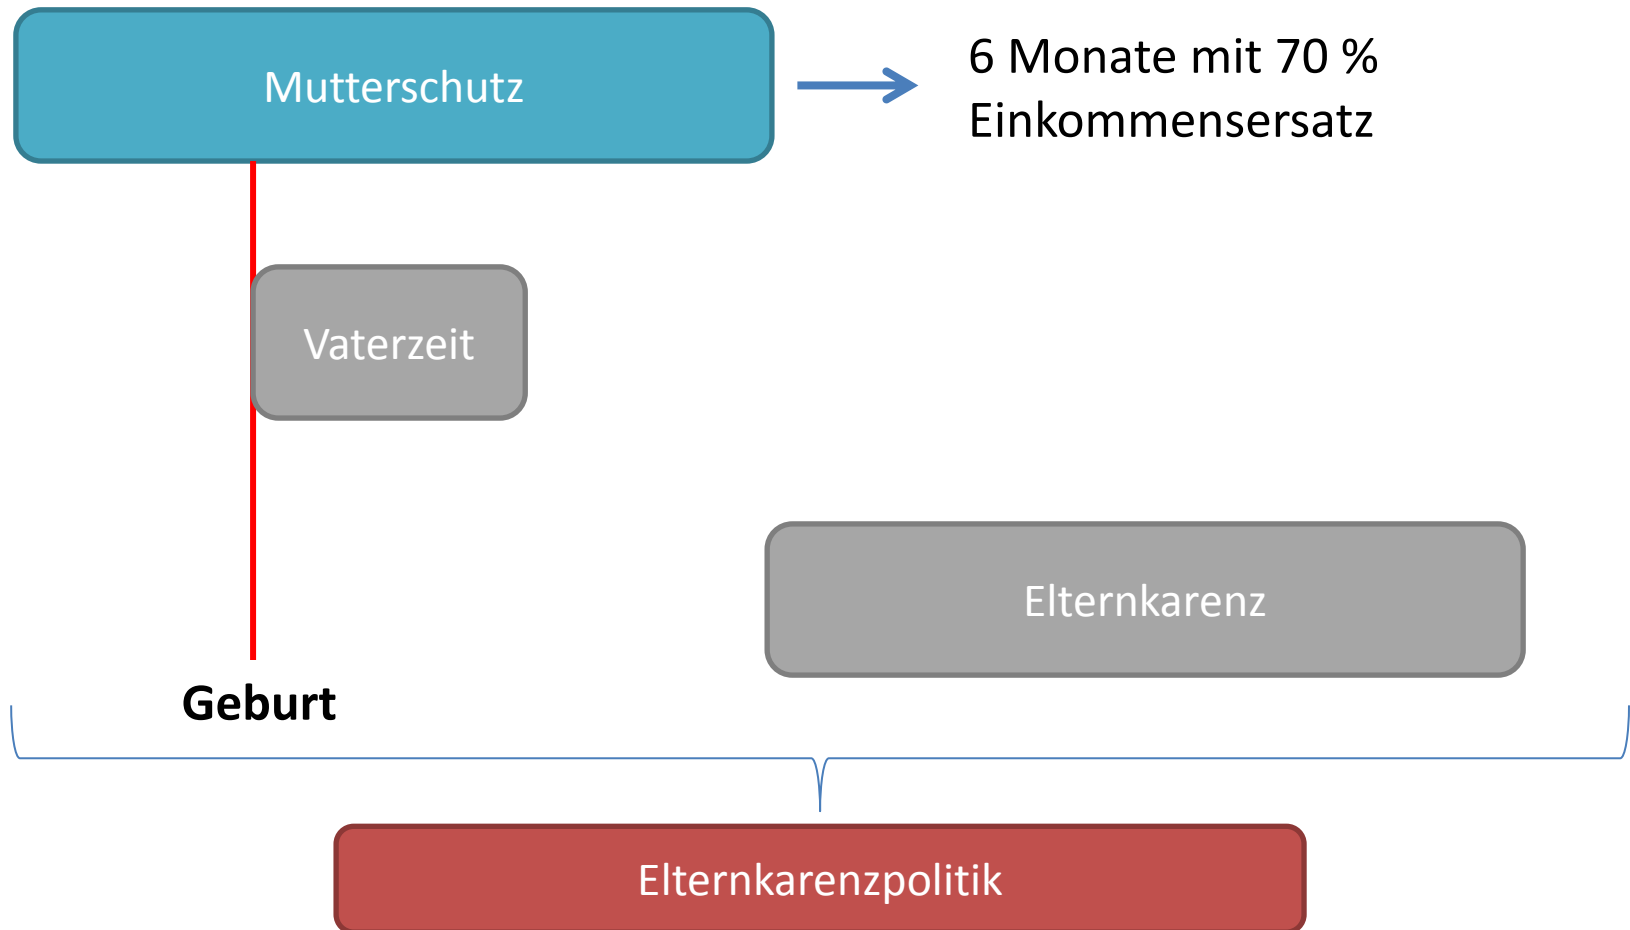 Mutterschutz
6 Monate mit 70 %
Einkommensersatz
Vaterzeit
Elternkarenz
Geburt
Elternkarenzpolitik